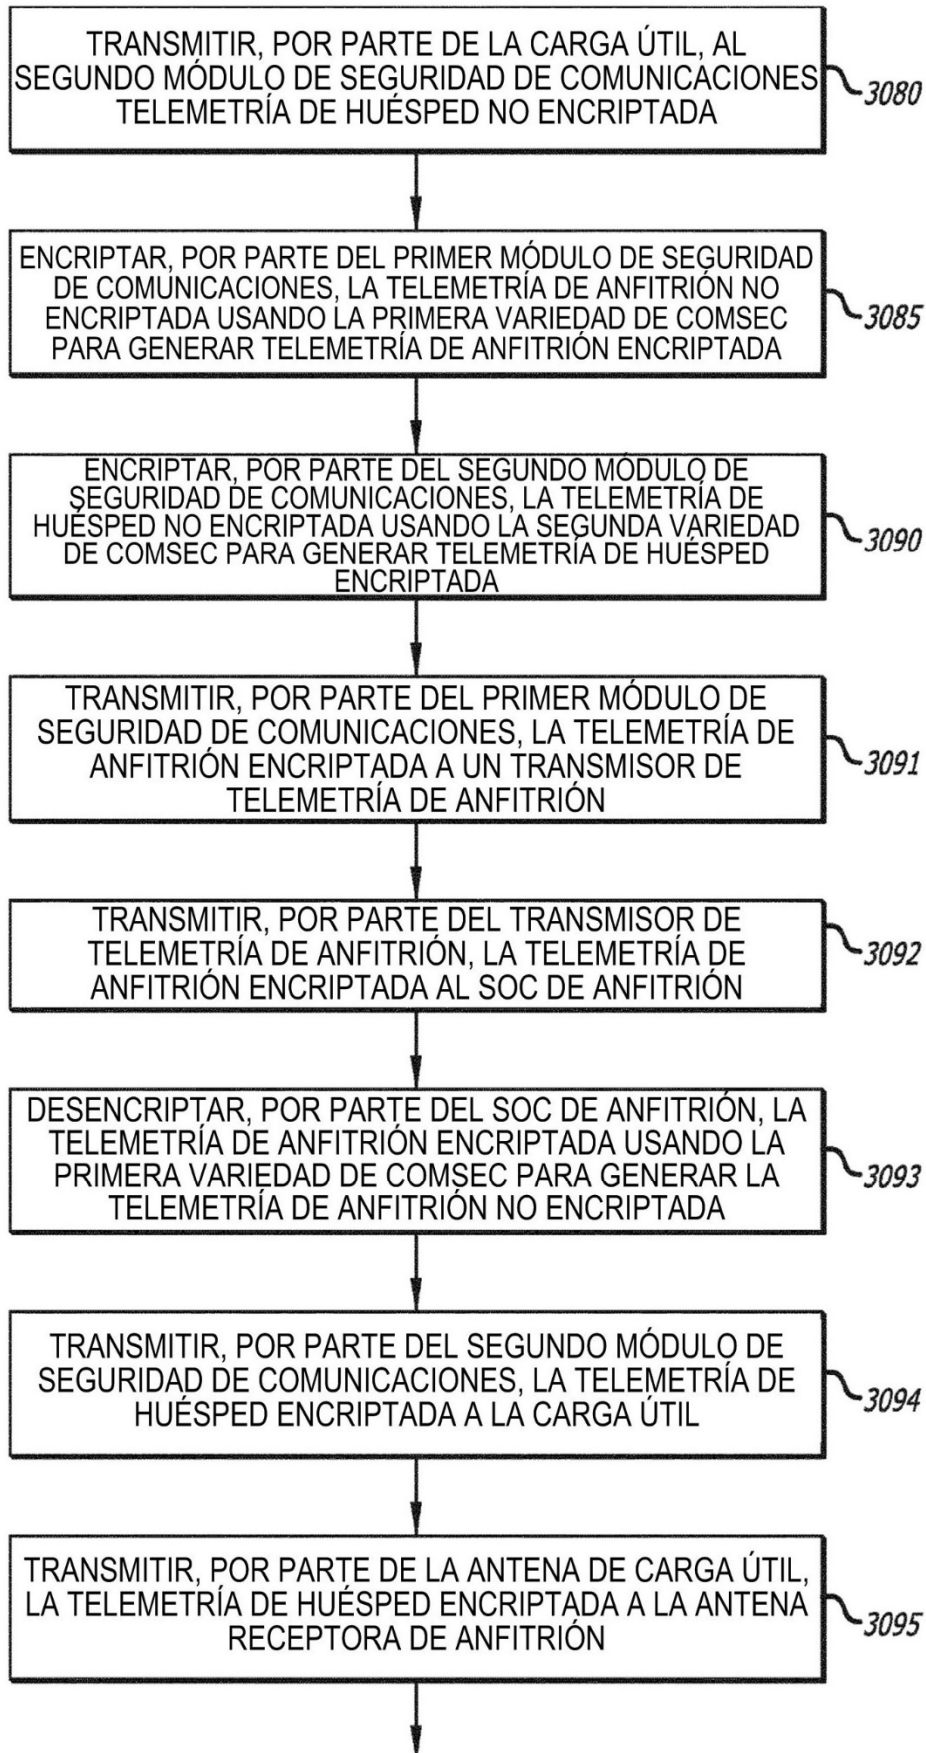 TRANSMITIR, POR PARTE DE LA CARGA ÚTIL, AL
SEGUNDO MÓDULO DE SEGURIDAD DE COMUNICACIONES
TELEMETRÍA DE HUÉSPED NO ENCRIPTADA
3080
ENCRIPTAR, POR PARTE DEL PRIMER MÓDULO DE SEGURIDAD
DE COMUNICACIONES, LA TELEMETRÍA DE ANFITRIÓN NO
ENCRIPTADA USANDO LA PRIMERA VARIEDAD DE COMSEC
PARA GENERAR TELEMETRÍA DE ANFITRIÓN ENCRIPTADA
3085
ENCRIPTAR, POR PARTE DEL SEGUNDO MÓDULO DE
SEGURIDAD DE COMUNICACIONES, LA TELEMETRÍA DE
HUÉSPED NO ENCRIPTADA USANDO LA SEGUNDA VARIEDAD
DE COMSEC PARA GENERAR TELEMETRÍA DE HUÉSPED
ENCRIPTADA
3090
TRANSMITIR, POR PARTE DEL PRIMER MÓDULO DE
SEGURIDAD DE COMUNICACIONES, LA TELEMETRÍA DE
ANFITRIÓN ENCRIPTADA A UN TRANSMISOR DE
TELEMETRÍA DE ANFITRIÓN
3091
TRANSMITIR, POR PARTE DEL TRANSMISOR DE
TELEMETRÍA DE ANFITRIÓN, LA TELEMETRÍA DE
ANFITRIÓN ENCRIPTADA AL SOC DE ANFITRIÓN
3092
DESENCRIPTAR, POR PARTE DEL SOC DE ANFITRIÓN, LA
TELEMETRÍA DE ANFITRIÓN ENCRIPTADA USANDO LA
PRIMERA VARIEDAD DE COMSEC PARA GENERAR LA
TELEMETRÍA DE ANFITRIÓN NO ENCRIPTADA
3093
TRANSMITIR, POR PARTE DEL SEGUNDO MÓDULO DE
SEGURIDAD DE COMUNICACIONES, LA TELEMETRÍA DE
HUÉSPED ENCRIPTADA A LA CARGA ÚTIL
3094
TRANSMITIR, POR PARTE DE LA ANTENA DE CARGA ÚTIL,
LA TELEMETRÍA DE HUÉSPED ENCRIPTADA A LA ANTENA
RECEPTORA DE ANFITRIÓN
3095